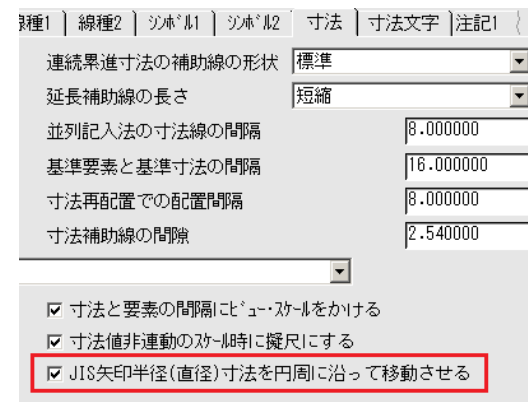 線種1 線種2 ｼﾝﾎﾞﾙ1 ｼﾝﾎﾞﾙ2 寸法 寸法文字 注記1
連続累進寸法の補助線の形状 標準
延長補助線の長さ 短縮
並列記入法の寸法線の間隔 8.000000
基準要素と基準寸法の間隔 16.000000
寸法再配置での配置間隔 8.000000
寸法補助線の間隙 2.540000
寸法と要素の間隔にﾋﾞｭｰ･ｽｹｰﾙをかける
寸法値非連動のｽｹｰﾙ時に擬尺にする
JIS矢印半径(直径)寸法を円周に沿って移動させる